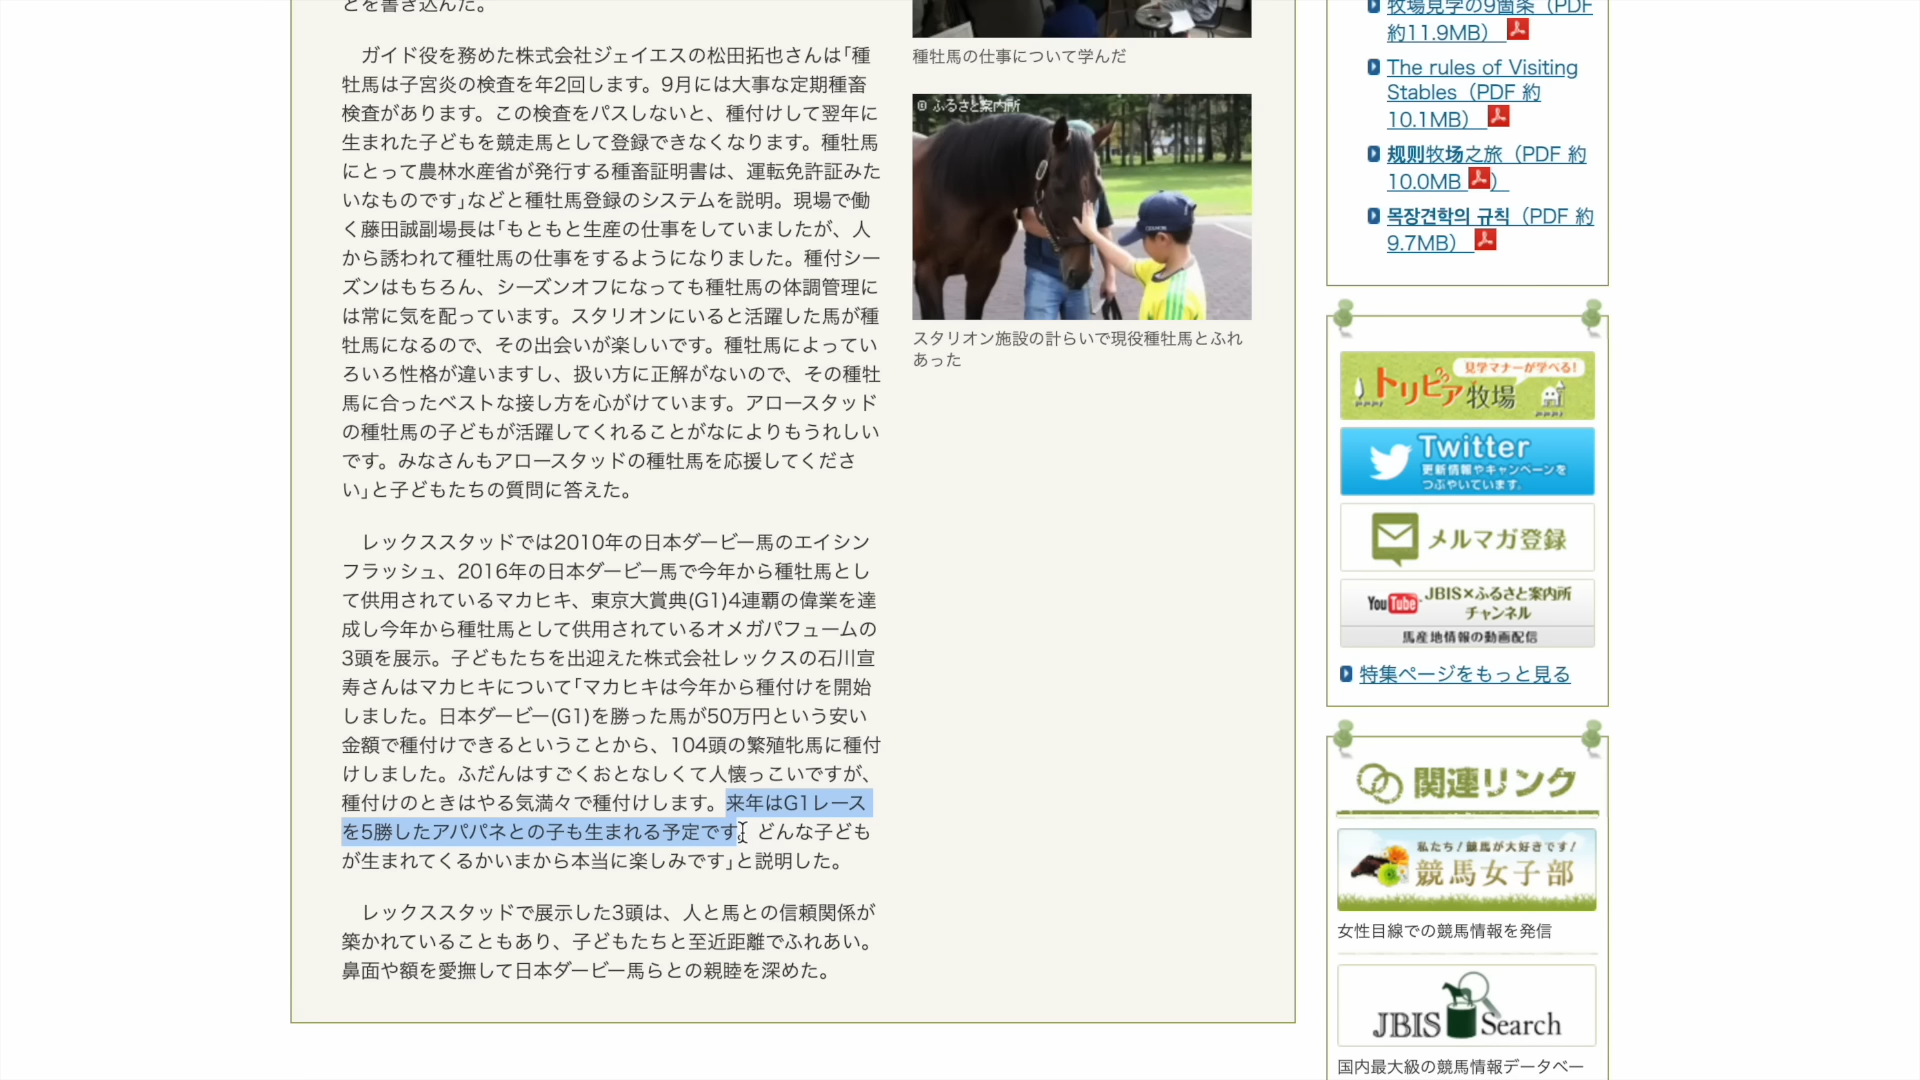 とを書き込んだ。
ガイド役を務めた株式会社ジェイエスの松田拓也さんは｢種
牡馬は子宮炎の検査を年2回します。9月には大事な定期種畜
検査があります。この検査をパスしないと、種付けして翌年に
生まれた子どもを競走馬として登録できなくなります。種牡馬
にとって農林水産省が発行する種畜証明書は、運転免許証みた
いなものです｣などと種牡馬登録のシステムを説明。現場で働
く藤田誠副場長は｢もともと生産の仕事をしていましたが、人
から誘われて種牡馬の仕事をするようになりました。種付シー
ズンはもちろん、シーズンオフになっても種牡馬の体調管理に
は常に気を配っています。スタリオンにいると活躍した馬が種
牡馬になるので、その出会いが楽しいです。種牡馬によってい
ろいろ性格が違いますし、扱い方に正解がないので、その種牡
馬に合ったベストな接し方を心がけています。アロースタッド
の種牡馬の子どもが活躍してくれることがなによりもうれしい
です。みなさんもアロースタッドの種牡馬を応援してくださ
い｣と子どもたちの質問に答えた。
レックススタッドでは2010年の日本ダービー馬のエイシン
フラッシュ、2016年の日本ダービー馬で今年から種牡馬とし
て供用されているマカヒキ、東京大賞典(G1)4連覇の偉業を達
成し今年から種牡馬として供用されているオメガパフュームの
3頭を展示。子どもたちを出迎えた株式会社レックスの石川宣
寿さんはマカヒキについて｢マカヒキは今年から種付けを開始
しました。日本ダービー(G1)を勝った馬が50万円という安い
金額で種付けできるということから、104頭の繁殖牝馬に種付
けしました。ふだんはすごくおとなしくて人懐っこいですが、
種付けのときはやる気満々で種付けします。来年はG1レース
を5勝したアパパネとの子も生まれる予定です。どんな子ども
が生まれてくるかいまから本当に楽しみです｣と説明した。
レックススタッドで展示した3頭は、人と馬との信頼関係が
築かれていることもあり、子どもたちと至近距離でふれあい。
鼻面や額を愛撫して日本ダービー馬らとの親睦を深めた。
種牡馬の仕事について学んだ
© ふるさと案内所
スタリオン施設の計らいで現役種牡馬とふれ
あった
牧場見学の9箇条（PDF
約11.9MB）
The rules of Visiting
Stables（PDF 約
10.1MB）
规则牧场之旅（PDF 約
10.0MB ）
목장견학의 규칙（PDF 約
9.7MB）
見学マナーが学べる!
トリビア牧場
Twitter
更新情報やキャンペーンを
つぶやいています。
メルマガ登録
YouTube JBIS×ふるさと案内所
チャンネル
馬産地情報の動画配信
特集ページをもっと見る
関連リンク
私たち!競馬が大好きです!
競馬女子部
女性目線での競馬情報を発信
JBIS Search
国内最大級の競馬情報データベー